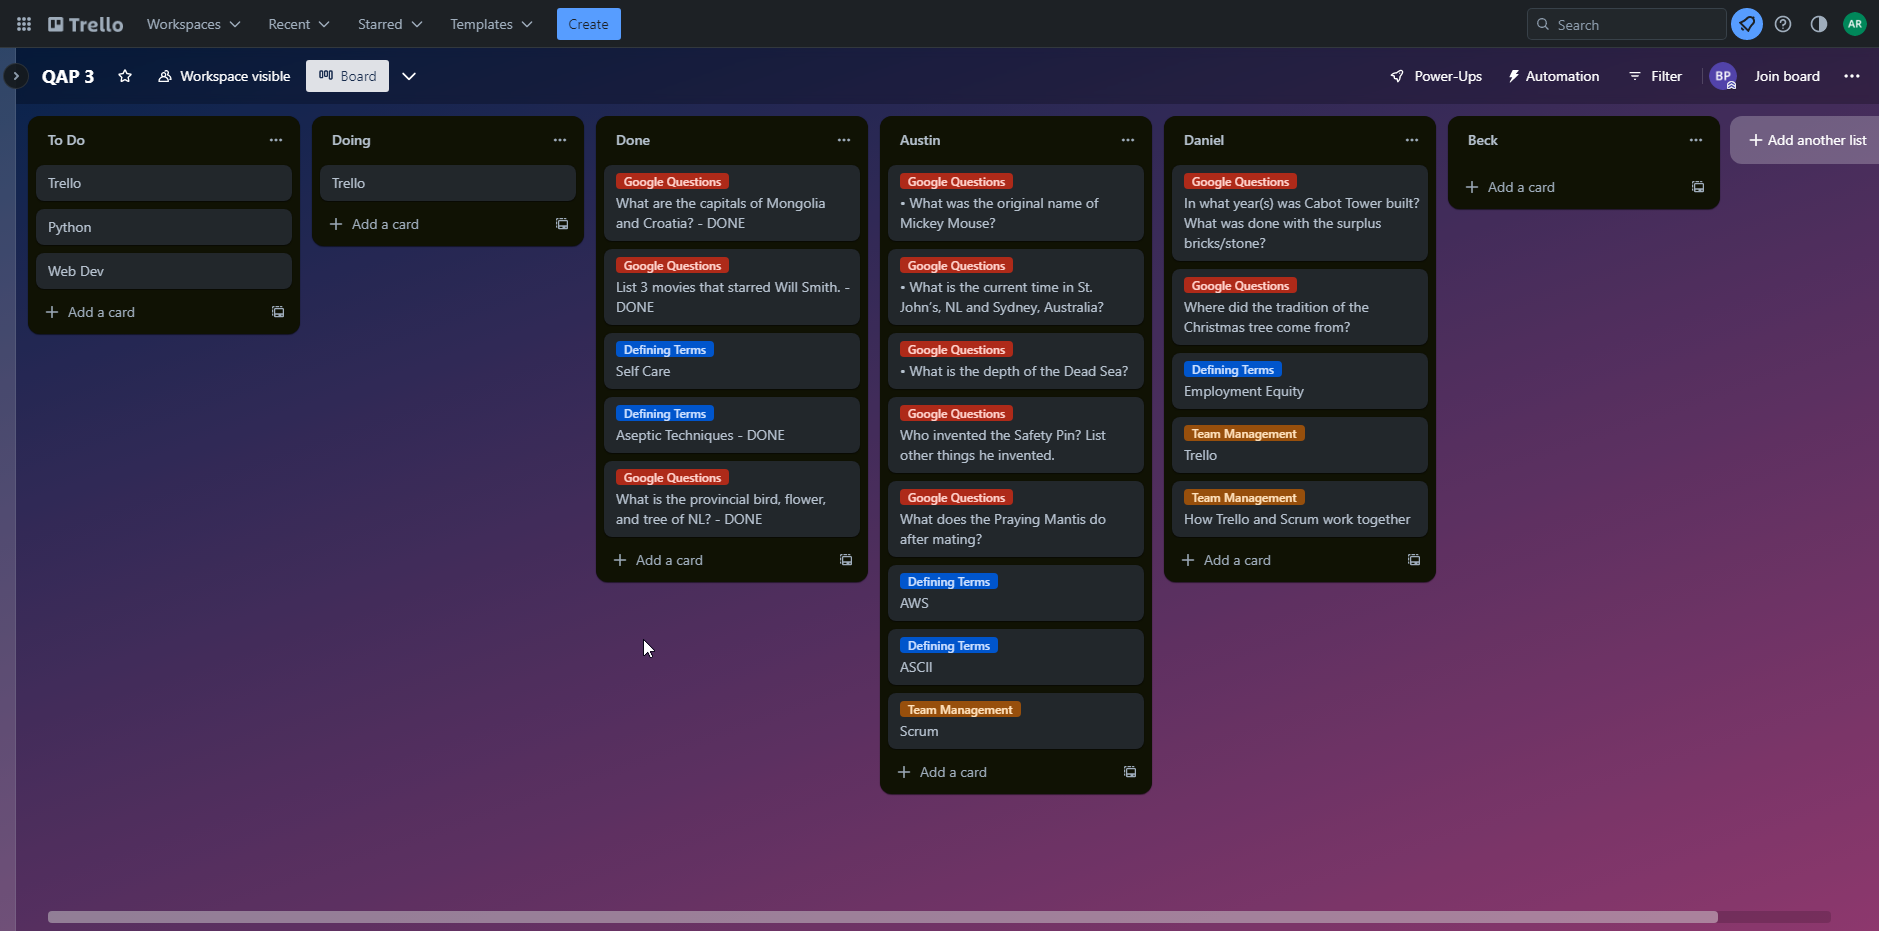 Trello
Workspaces
Recent
Starred
Templates
Create
Search
AR
QAP 3
Workspace visible
Board
Power-Ups
Automation
Filter
BP
Join board
To Do
Trello
Python
Web Dev
Add a card
Doing
Trello
Add a card
Done
Google Questions
What are the capitals of Mongolia
and Croatia? - DONE
Google Questions
List 3 movies that starred Will Smith. -
DONE
Defining Terms
Self Care
Defining Terms
Aseptic Techniques - DONE
Google Questions
What is the provincial bird, flower,
and tree of NL? - DONE
Add a card
Austin
Google Questions
• What was the original name of
Mickey Mouse?
Google Questions
• What is the current time in St.
John’s, NL and Sydney, Australia?
Google Questions
• What is the depth of the Dead Sea?
Google Questions
Who invented the Safety Pin? List
other things he invented.
Google Questions
What does the Praying Mantis do
after mating?
Defining Terms
AWS
Defining Terms
ASCII
Team Management
Scrum
Add a card
Daniel
Google Questions
In what year(s) was Cabot Tower built?
What was done with the surplus
bricks/stone?
Google Questions
Where did the tradition of the
Christmas tree come from?
Defining Terms
Employment Equity
Team Management
Trello
Team Management
How Trello and Scrum work together
Add a card
Beck
Add a card
Add another list